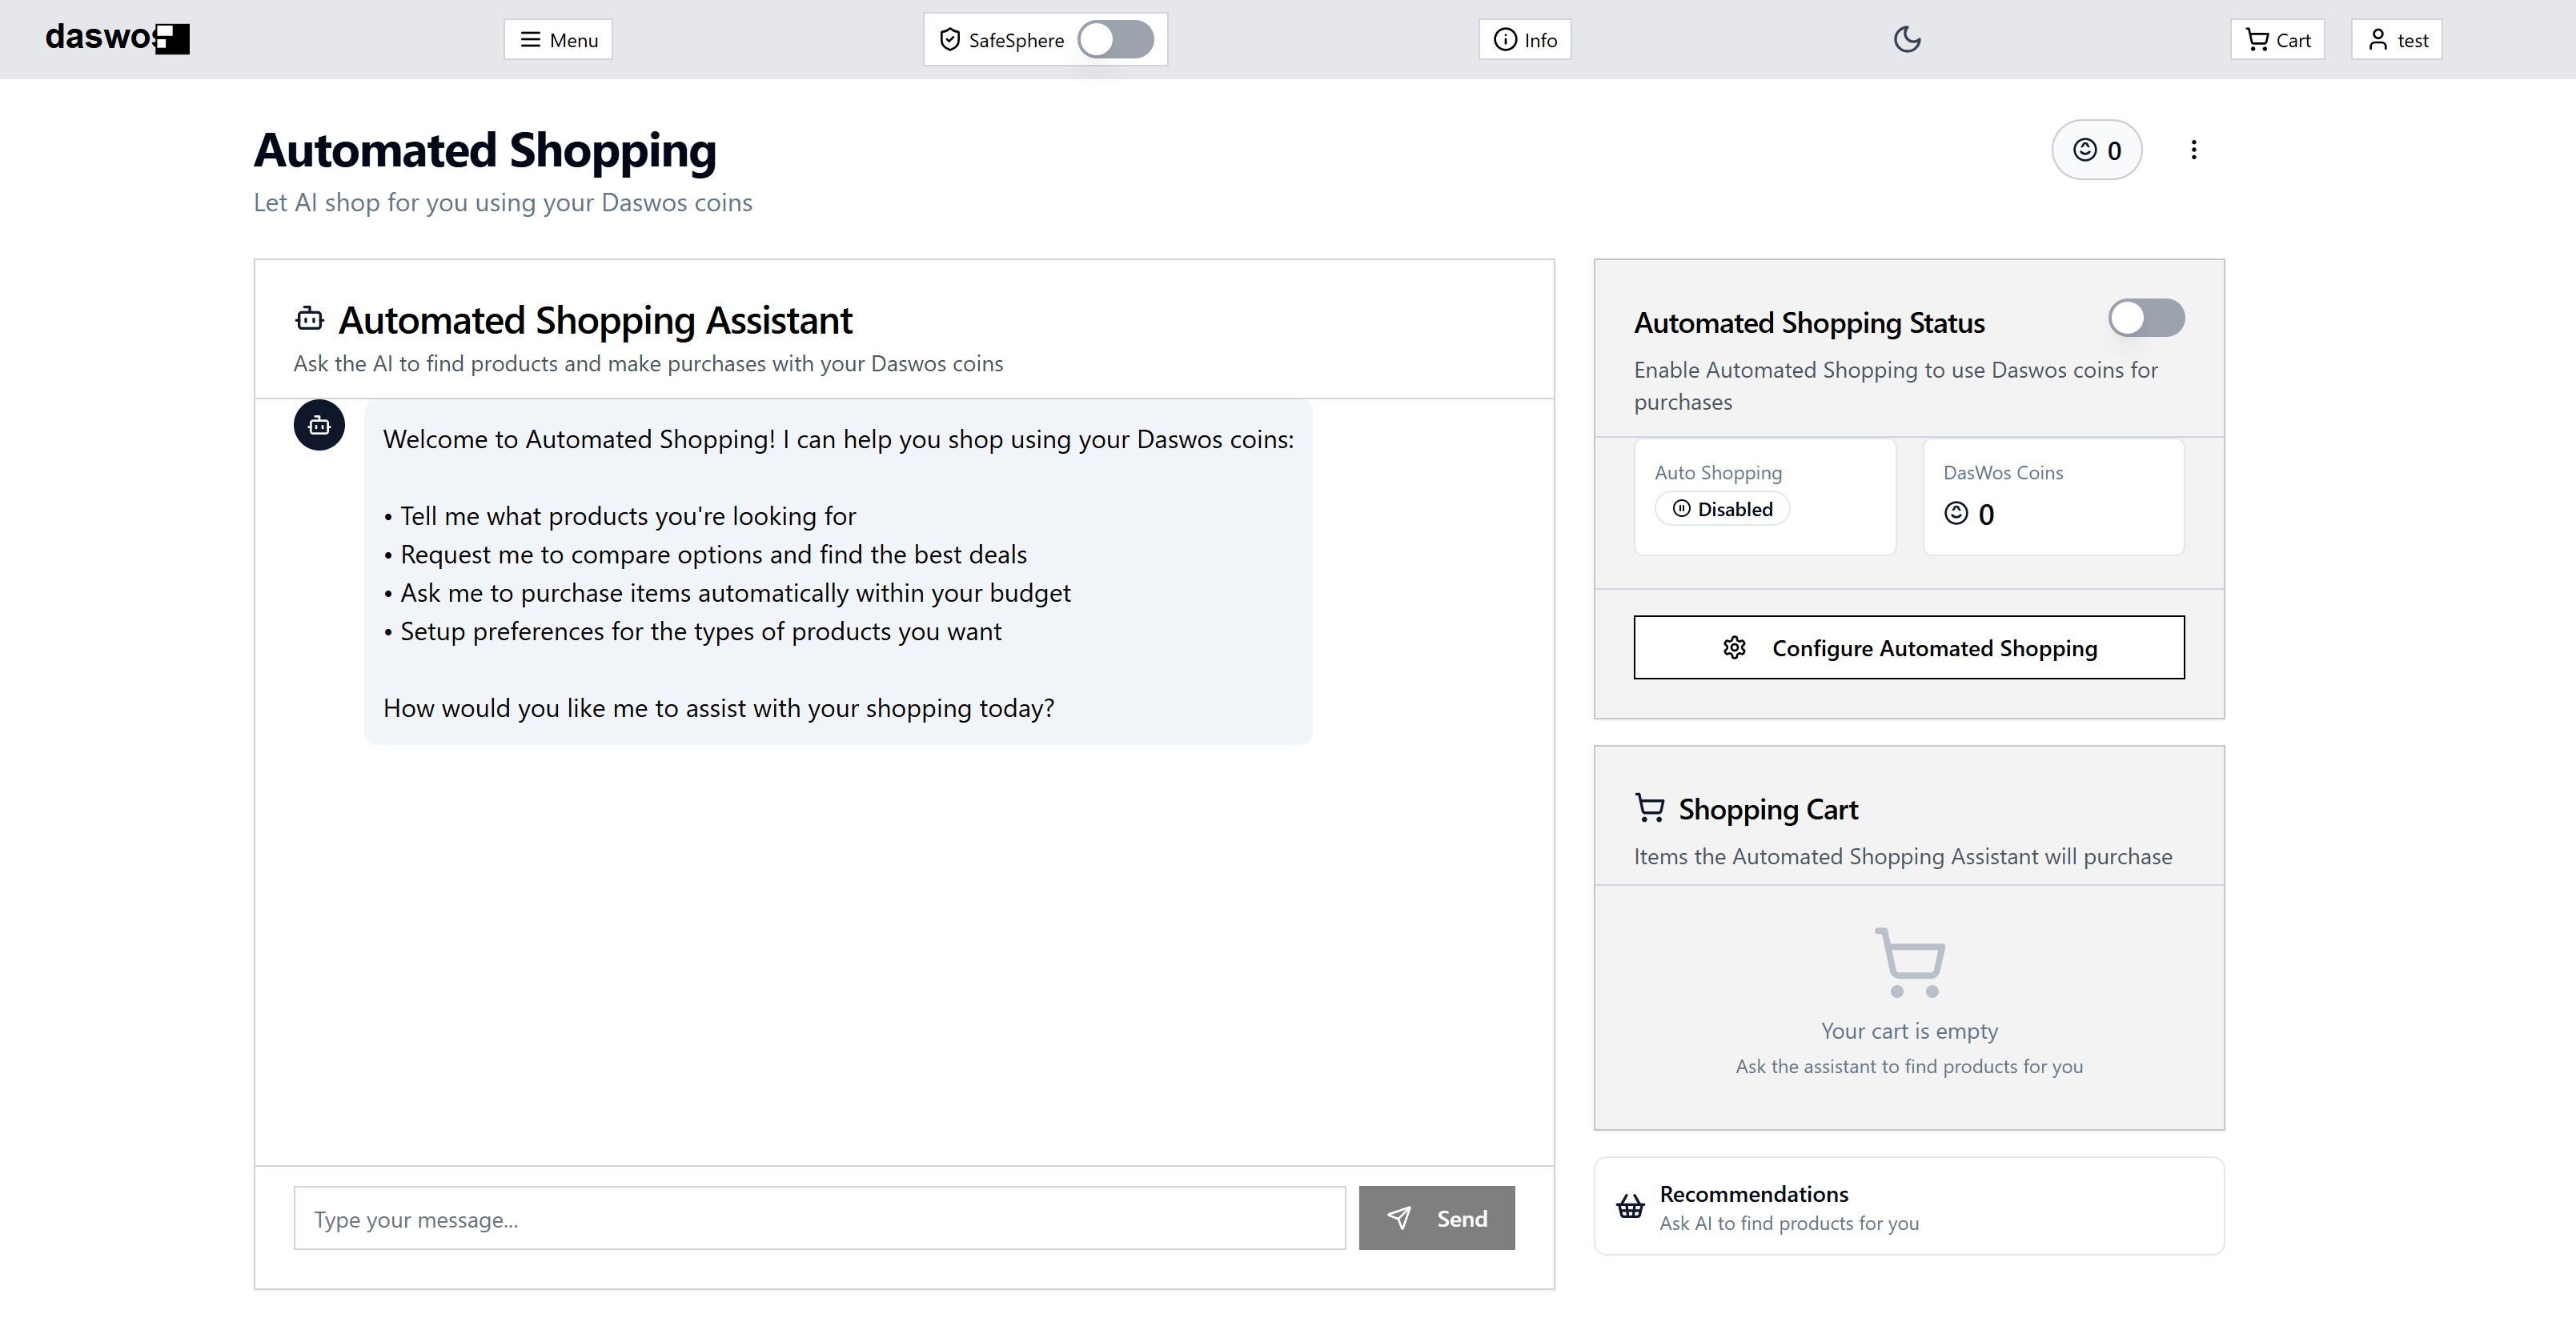 daswos
Menu
SafeSphere
Info
Cart
test
Automated Shopping
Let AI shop for you using your Daswos coins
0
Automated Shopping Assistant
Ask the AI to find products and make purchases with your Daswos coins
Welcome to Automated Shopping! I can help you shop using your Daswos coins:
• Tell me what products you're looking for
• Request me to compare options and find the best deals
• Ask me to purchase items automatically within your budget
• Setup preferences for the types of products you want
How would you like me to assist with your shopping today?
Type your message...
Send
Automated Shopping Status
Enable Automated Shopping to use Daswos coins for
purchases
Auto Shopping
Disabled
DasWos Coins
0
Configure Automated Shopping
Shopping Cart
Items the Automated Shopping Assistant will purchase
Your cart is empty
Ask the assistant to find products for you
Recommendations
Ask AI to find products for you